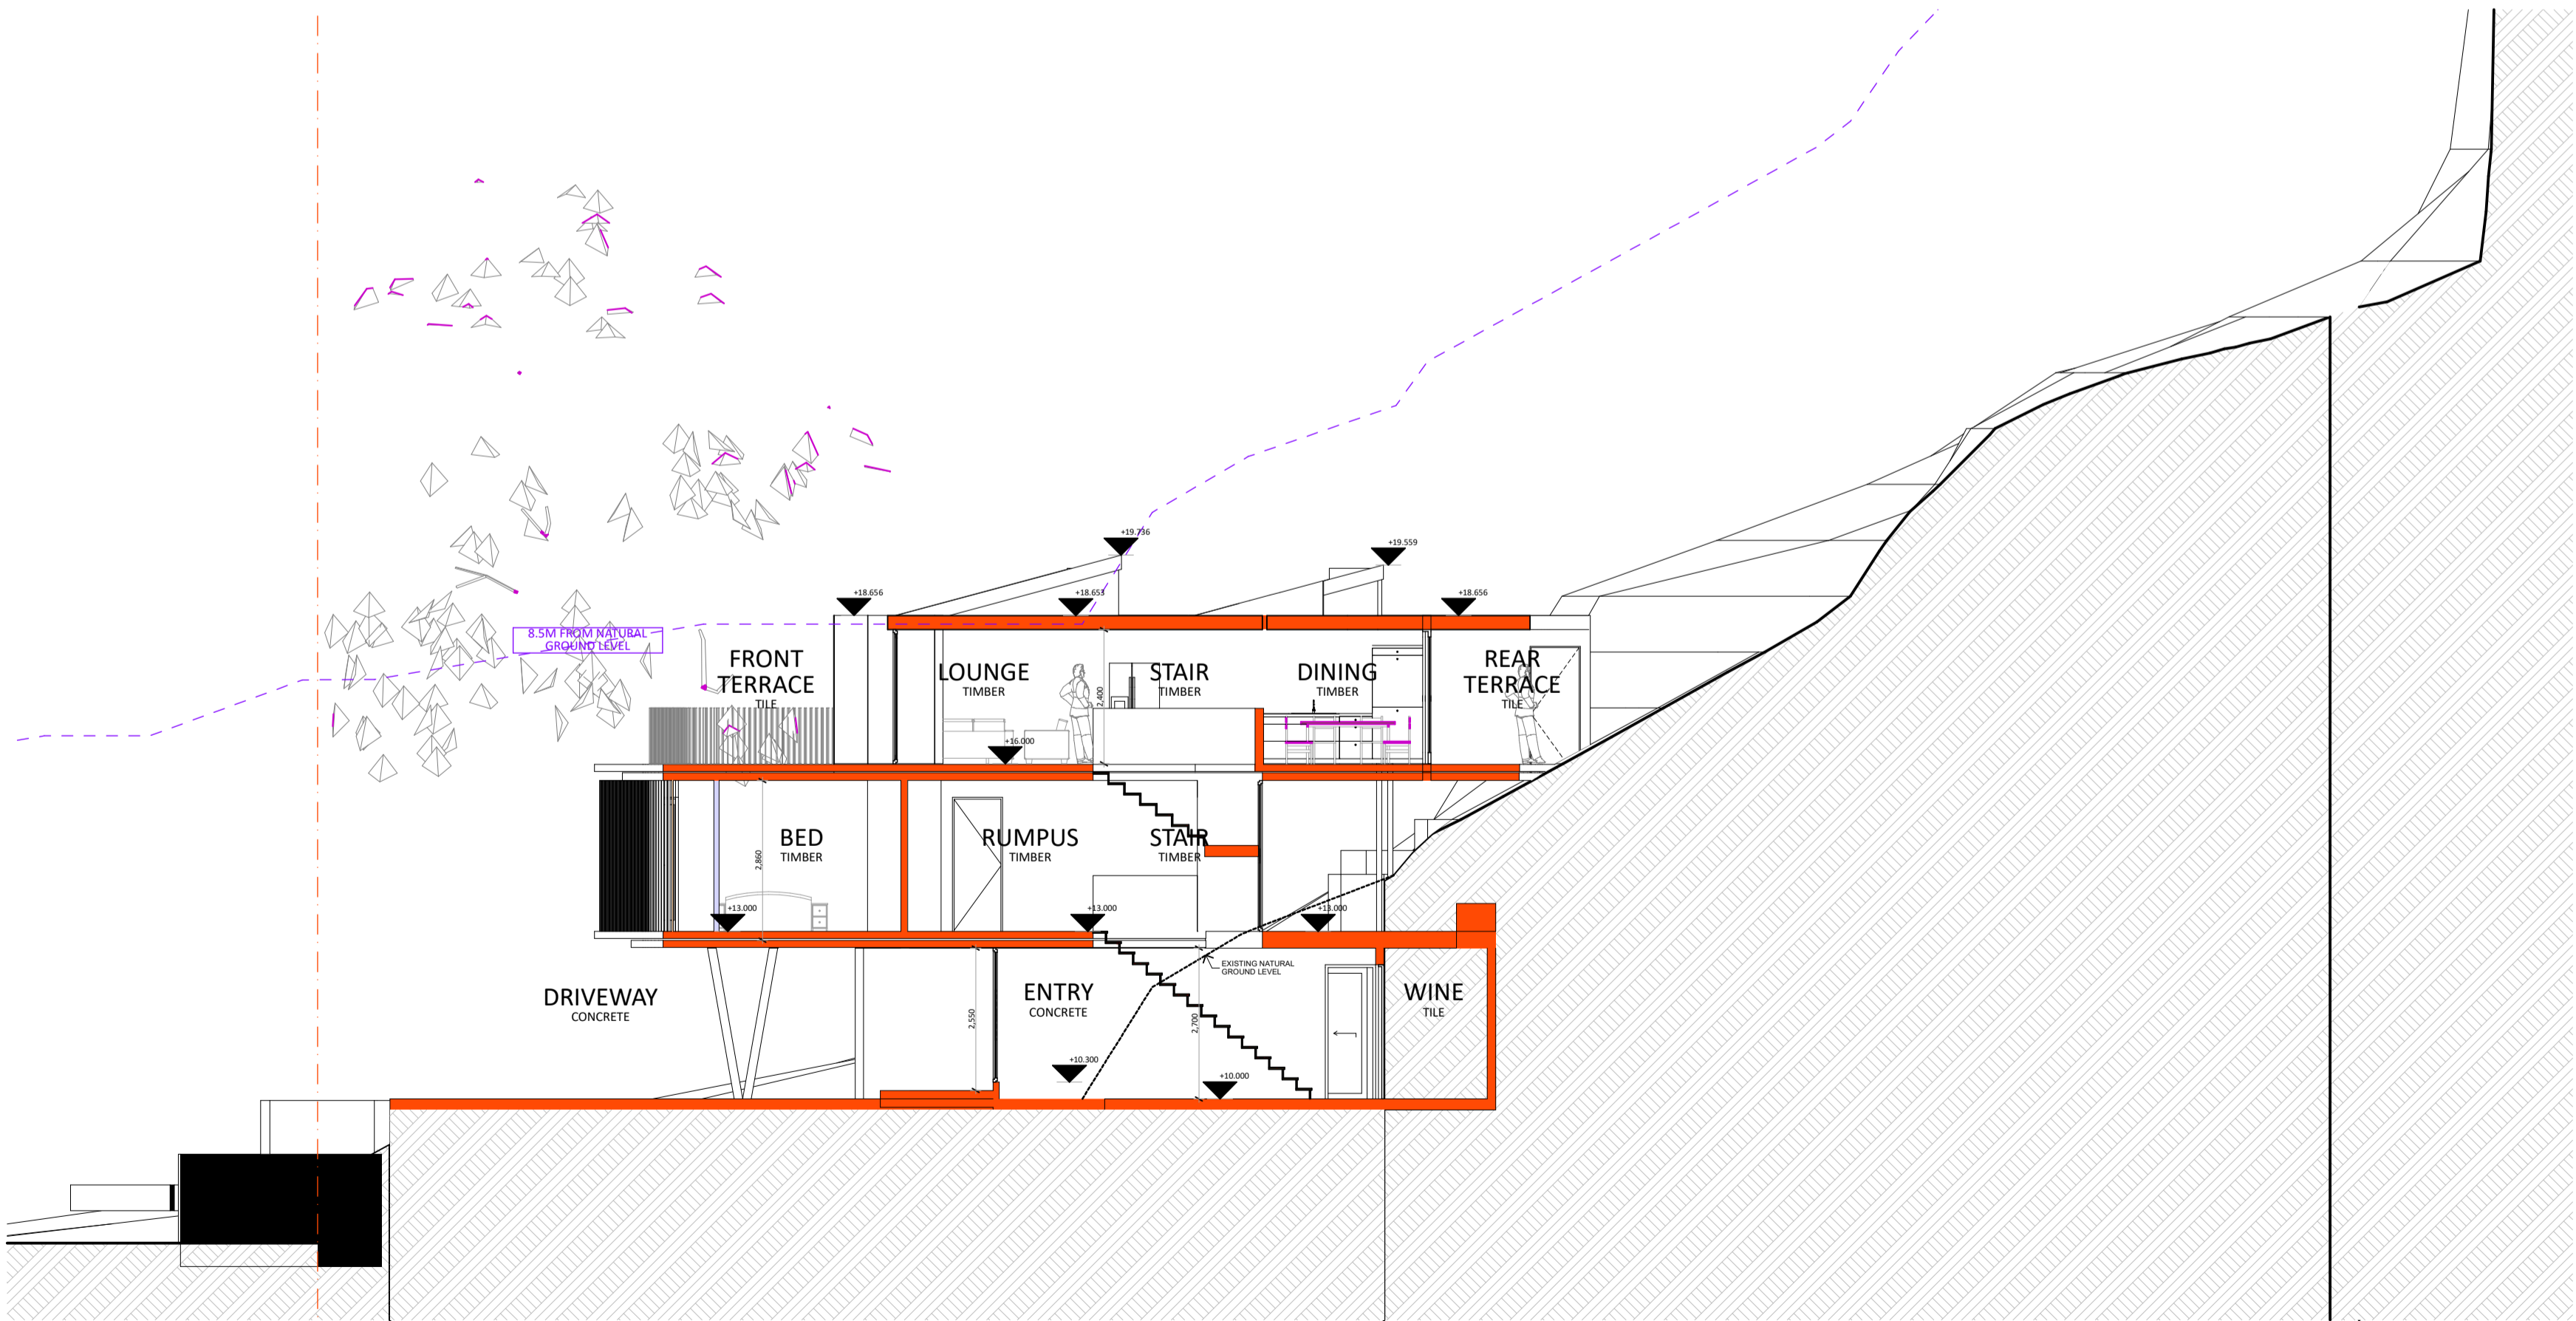 +19.736
+19.559
+18.656
+18.653
+18.656
8.5M FROM NATURAL
GROUND LEVEL
FRONT
TERRACE
TILE
LOUNGE
TIMBER
2,400
STAIR
TIMBER
DINING
TIMBER
REAR
TERRACE
TILE
+16.000
BED
TIMBER
2,860
RUMPUS
TIMBER
STAIR
TIMBER
+13.000
+13.000
+13.000
EXISTING NATURAL
GROUND LEVEL
DRIVEWAY
CONCRETE
2,550
ENTRY
CONCRETE
2,700
WINE
TILE
+10.300
+10.000